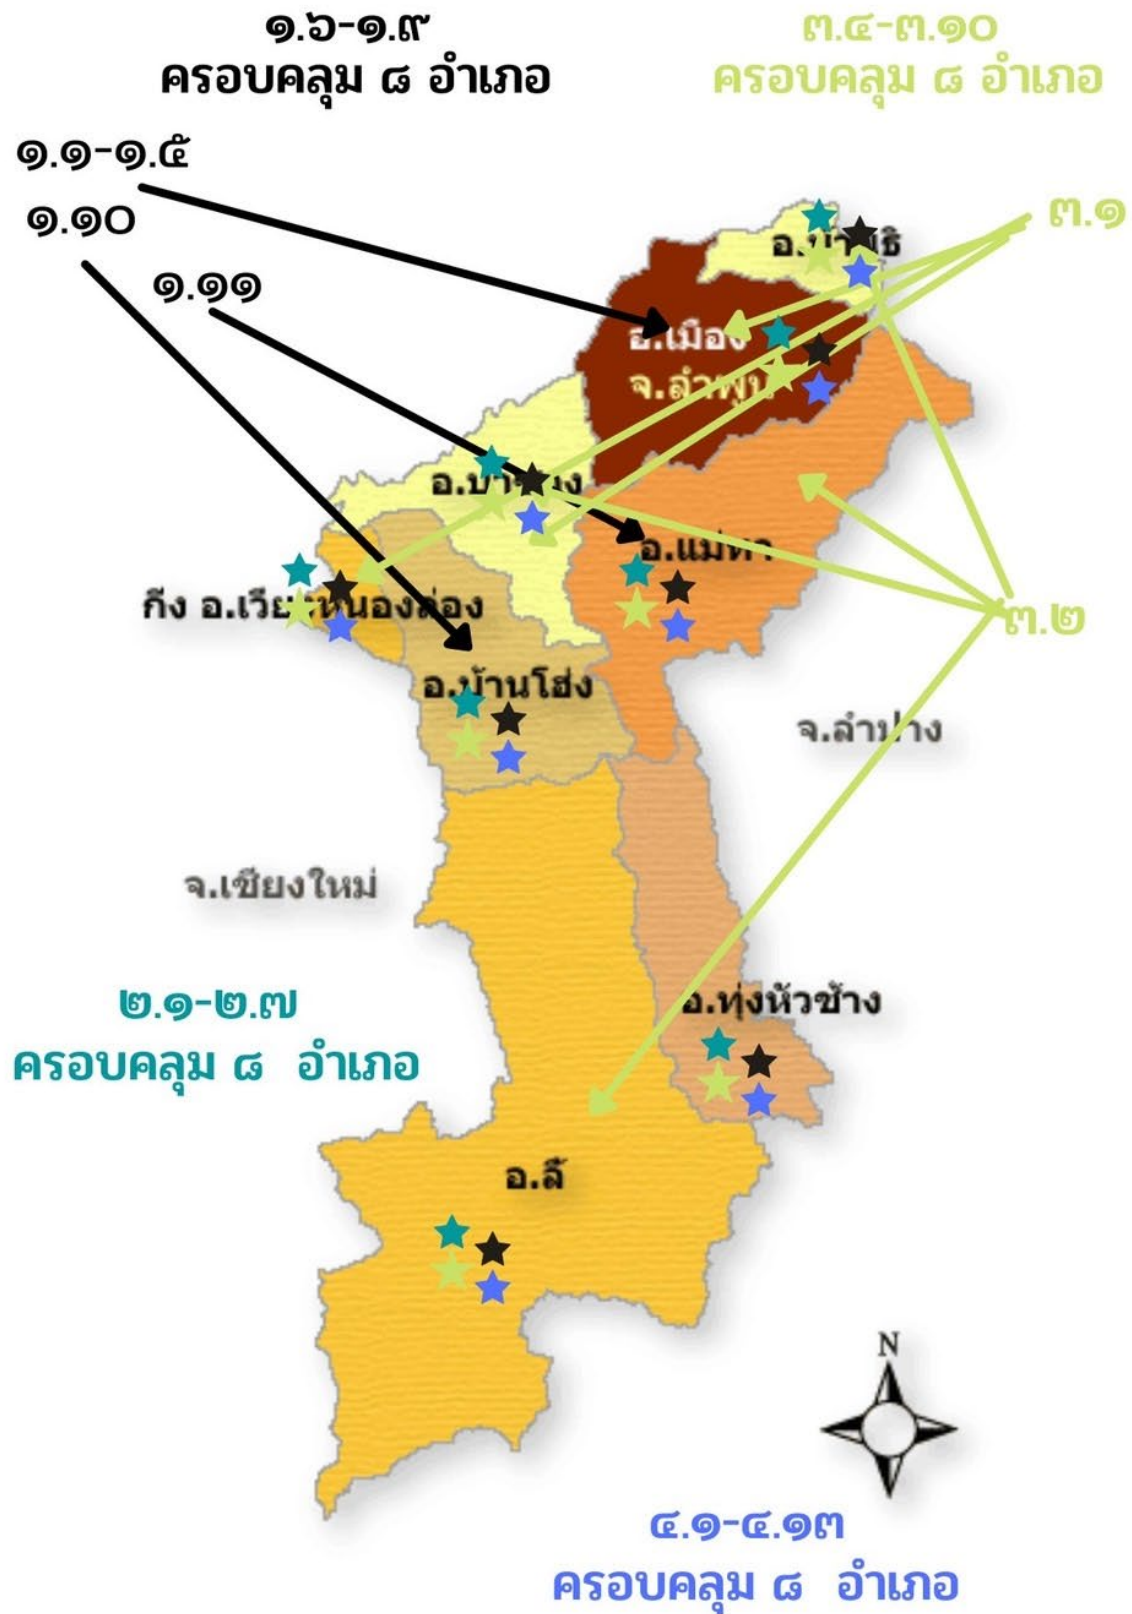 ๑.๖-๑.๙
ครอบคลุม ๘ อำเภอ
๓.๔-๓.๑๐
ครอบคลุม ๘ อำเภอ
๑.๑-๑.๕
๑.๑๐
๑.๑๑
๓.๑
อ.เมือง
จ.ลำพูน
อ.แม่ทา
กิ่ง อ.เวียงหนองล่อง
๓.๒
อ.บ้านโฮ่ง
จ.ลำปาง
จ.เชียงใหม่
๒.๑-๒.๗
ครอบคลุม ๘ อำเภอ
อ.ทุ่งหัวช้าง
อ.ลี้
N
๔.๑-๔.๑๓
ครอบคลุม ๘ อำเภอ